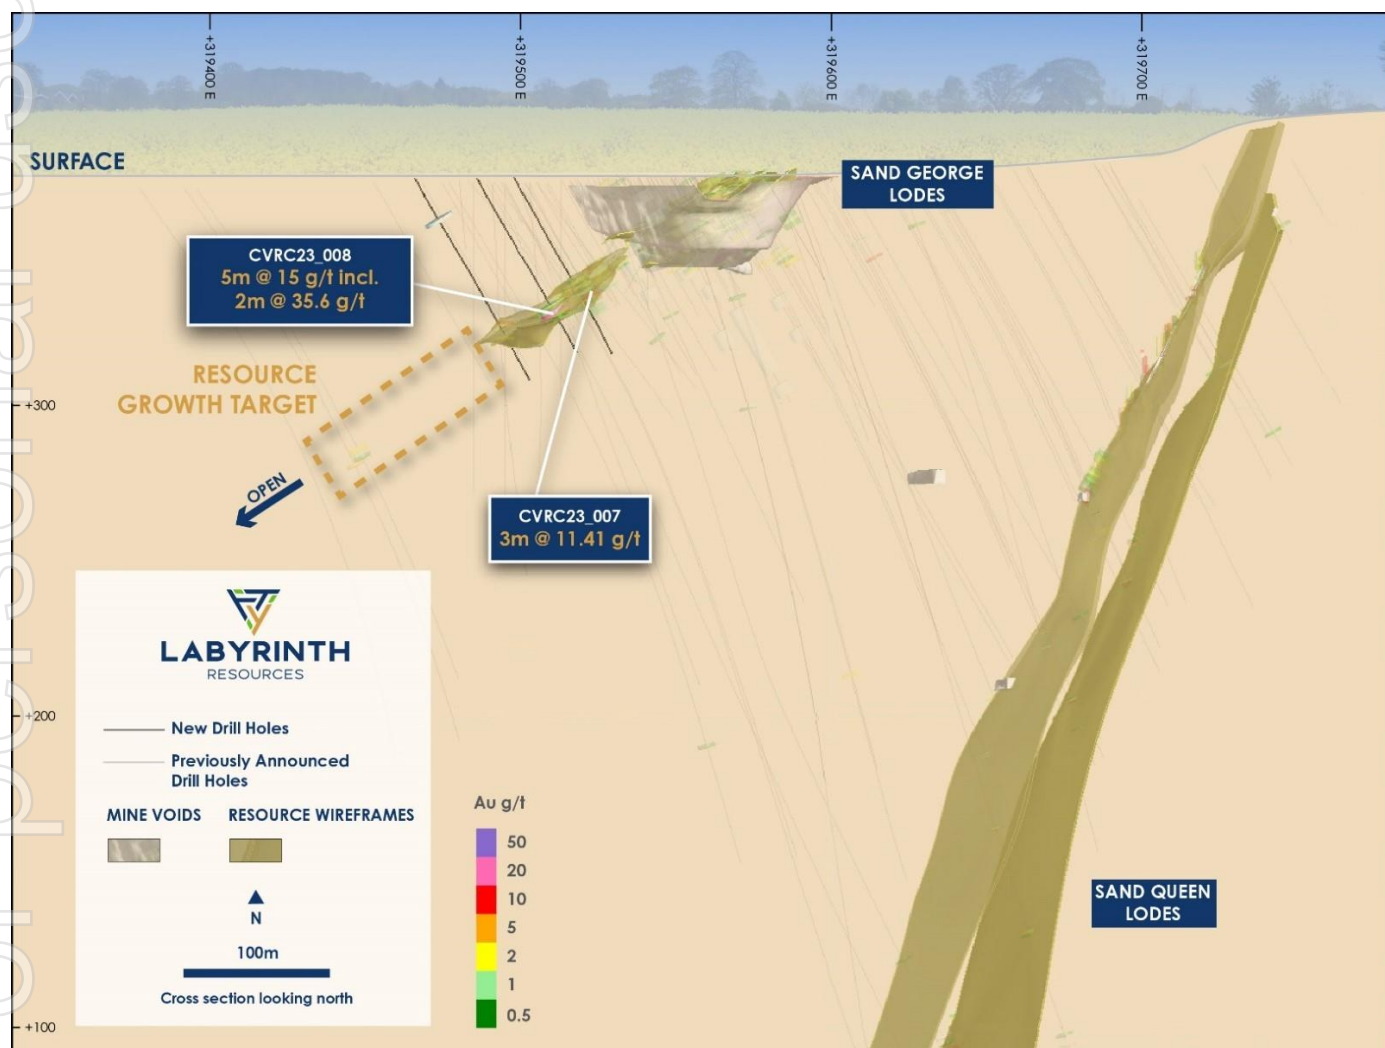 +319400 E
+319500 E
+319600 E
+319700 E
SURFACE
SAND GEORGE
LODES
CVRC23_008
5m @ 15 g/t incl.
2m @ 35.6 g/t
RESOURCE
GROWTH TARGET
+300
OPEN
CVRC23_007
3m @ 11.41 g/t
LABYRINTH
RESOURCES
New Drill Holes
Previously Announced
Drill Holes
MINE VOIDS RESOURCE WIREFRAMES
N
100m
Cross section looking north
+200
Au g/t
50
20
10
5
2
1
0.5
SAND QUEEN
LODES
+100